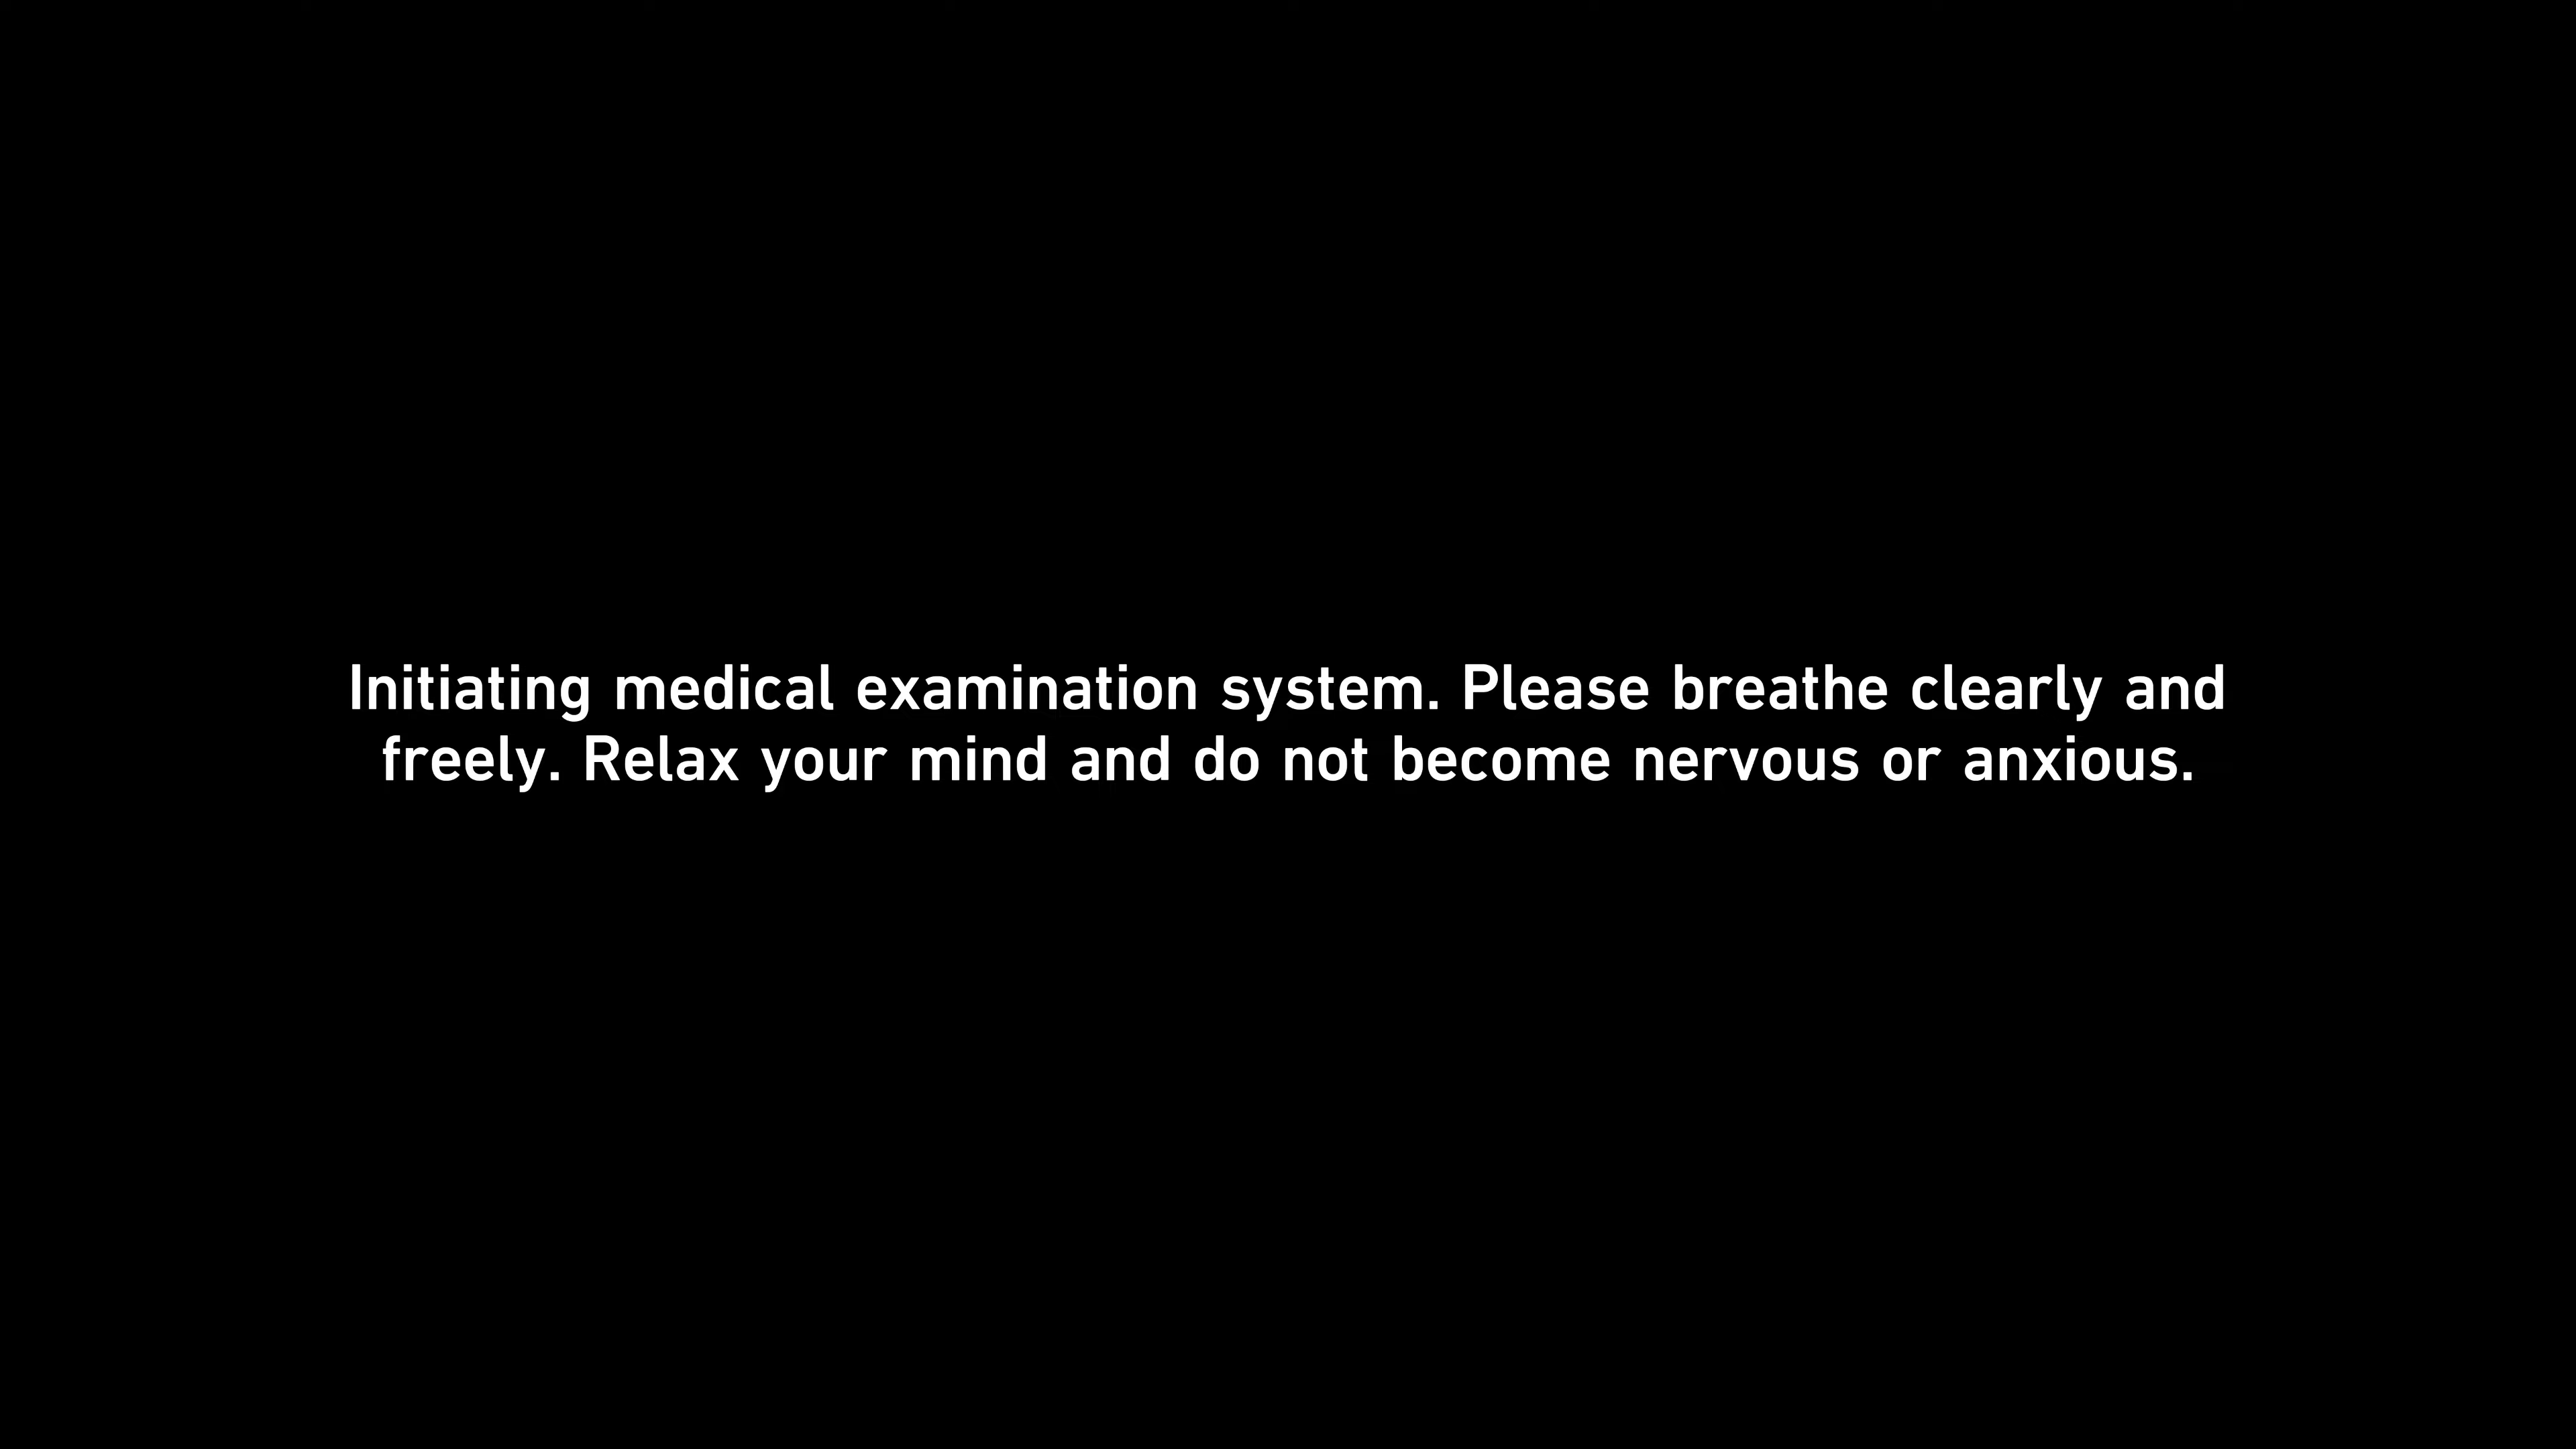 Initiating medical examination system. Please breathe clearly and
freely. Relax your mind and do not become nervous or anxious.